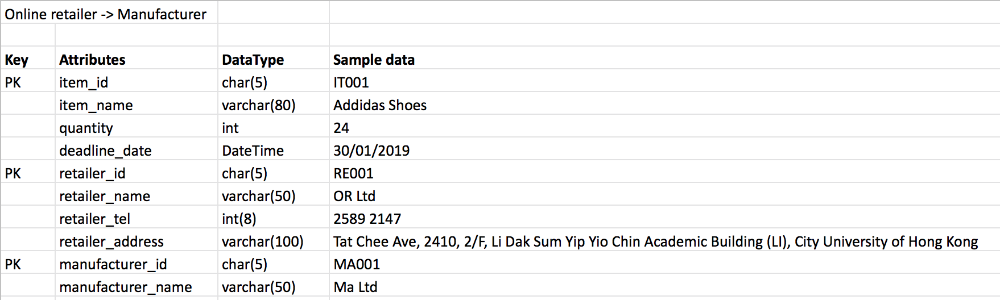 Online retailer -> Manufacturer
Key Attributes DataType Sample data
PK item_id char(5) IT001
item_name varchar(80) Addidas Shoes
quantity int 24
deadline_date DateTime 30/01/2019
PK retailer_id char(5) RE001
retailer_name varchar(50) OR Ltd
retailer_tel int(8) 2589 2147
retailer_address varchar(100) Tat Chee Ave, 2410, 2/F, Li Dak Sum Yip Yio Chin Academic Building (LI), City University of Hong Kong
PK manufacturer_id char(5) MA001
manufacturer_name varchar(50) Ma Ltd